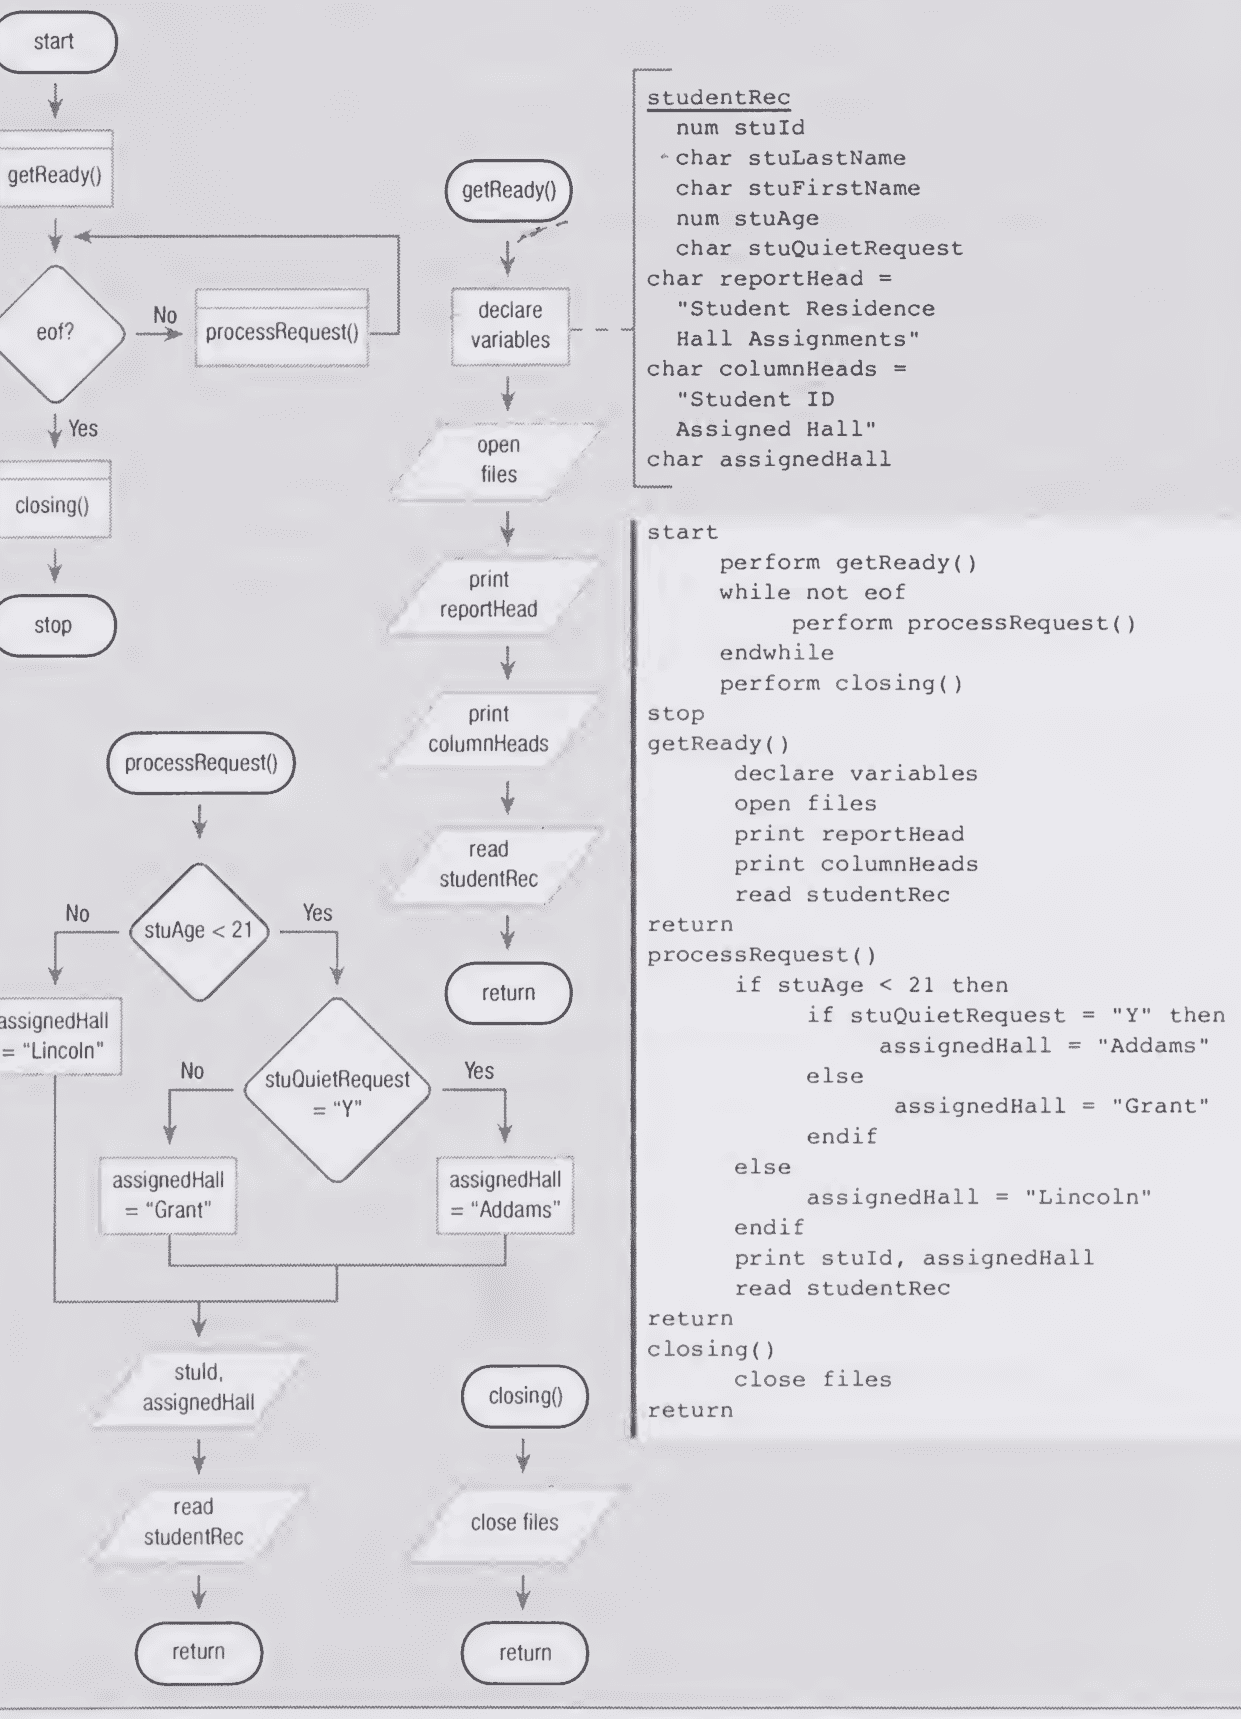 start
getReady()
eof?
No
processRequest()
Yes
closing()
stop
getReady()
declare
variables
open
files
print
reportHead
print
columnHeads
read
studentRec
return
studentRec
num stuId
char stuLastName
char stuFirstName
num stuAge
char stuQuietRequest
char reportHead =
"Student Residence
Hall Assignments"
char columnHeads =
"Student ID
Assigned Hall"
char assignedHall
processRequest()
stuAge < 21
No
Yes
assignedHall
= "Lincoln"
stuQuietRequest
= "Y"
No
Yes
assignedHall
= "Grant"
assignedHall
= "Addams"
stuId,
assignedHall
read
studentRec
return
closing()
close files
return
start
perform getReady()
while not eof
perform processRequest()
endwhile
perform closing()
stop
getReady()
declare variables
open files
print reportHead
print columnHeads
read studentRec
return
processRequest()
if stuAge < 21 then
if stuQuietRequest = "Y" then
assignedHall = "Addams"
else
assignedHall = "Grant"
endif
else
assignedHall = "Lincoln"
endif
print stuId, assignedHall
read studentRec
return
closing()
close files
return